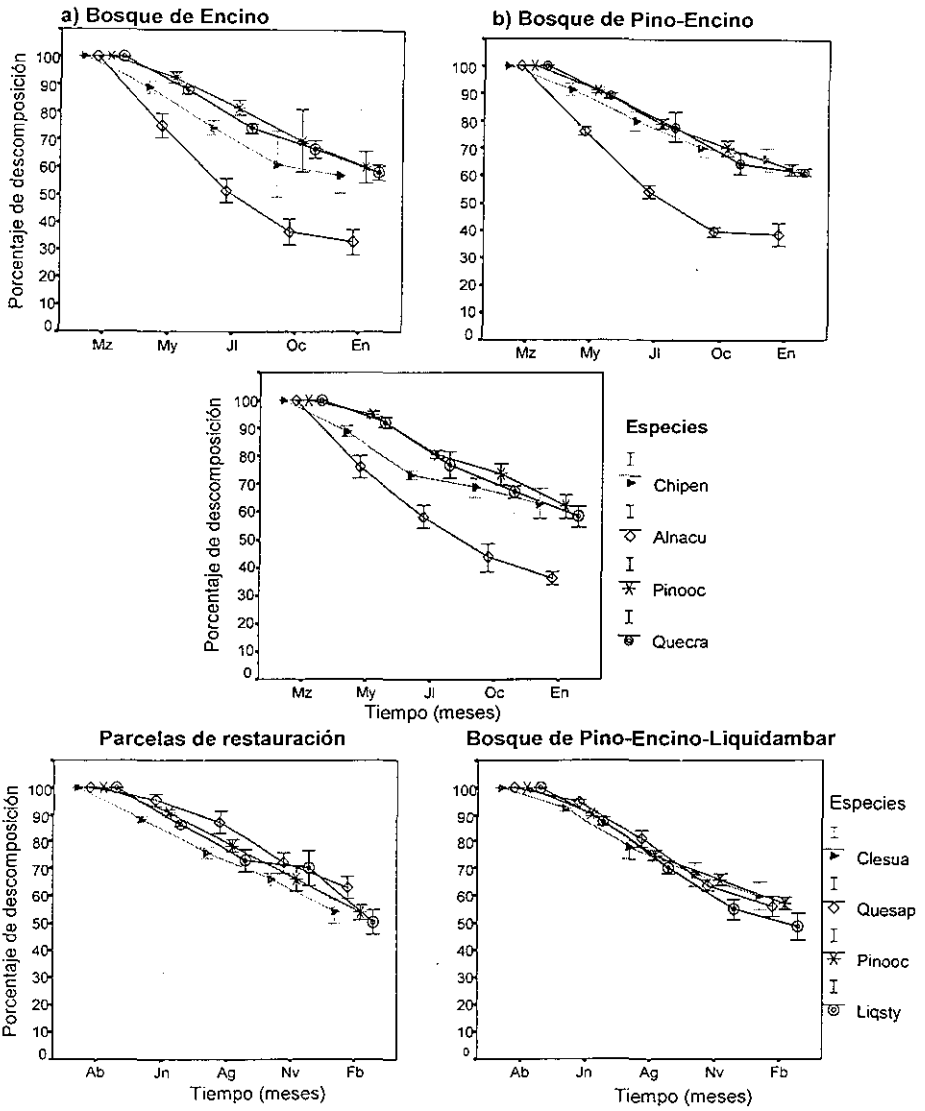 a) Bosque de Encino
Porcentaje de descomposición
100
90
80
70
60
50
40
30
20
10
0
Mz My Jl Oc En
b) Bosque de Pino-Encino
100
90
80
70
60
50
40
30
20
10
0
Mz My Jl Oc En
Porcentaje de descomposición
100
90
80
70
60
50
40
30
20
10
0
Mz My Jl Oc En
Tiempo (meses)
Especies
Chipen
Alnacu
Pinooc
Quecra
Parcelas de restauración
Porcentaje de descomposición
100
90
80
70
60
50
40
30
20
10
0
Ab Jn Ag Nv Fb
Tiempo (meses)
Bosque de Pino-Encino-Liquidambar
100
90
80
70
60
50
40
30
20
10
0
Ab Jn Ag Nv Fb
Tiempo (meses)
Especies
Clesua
Quesap
Pinooc
Liqsty